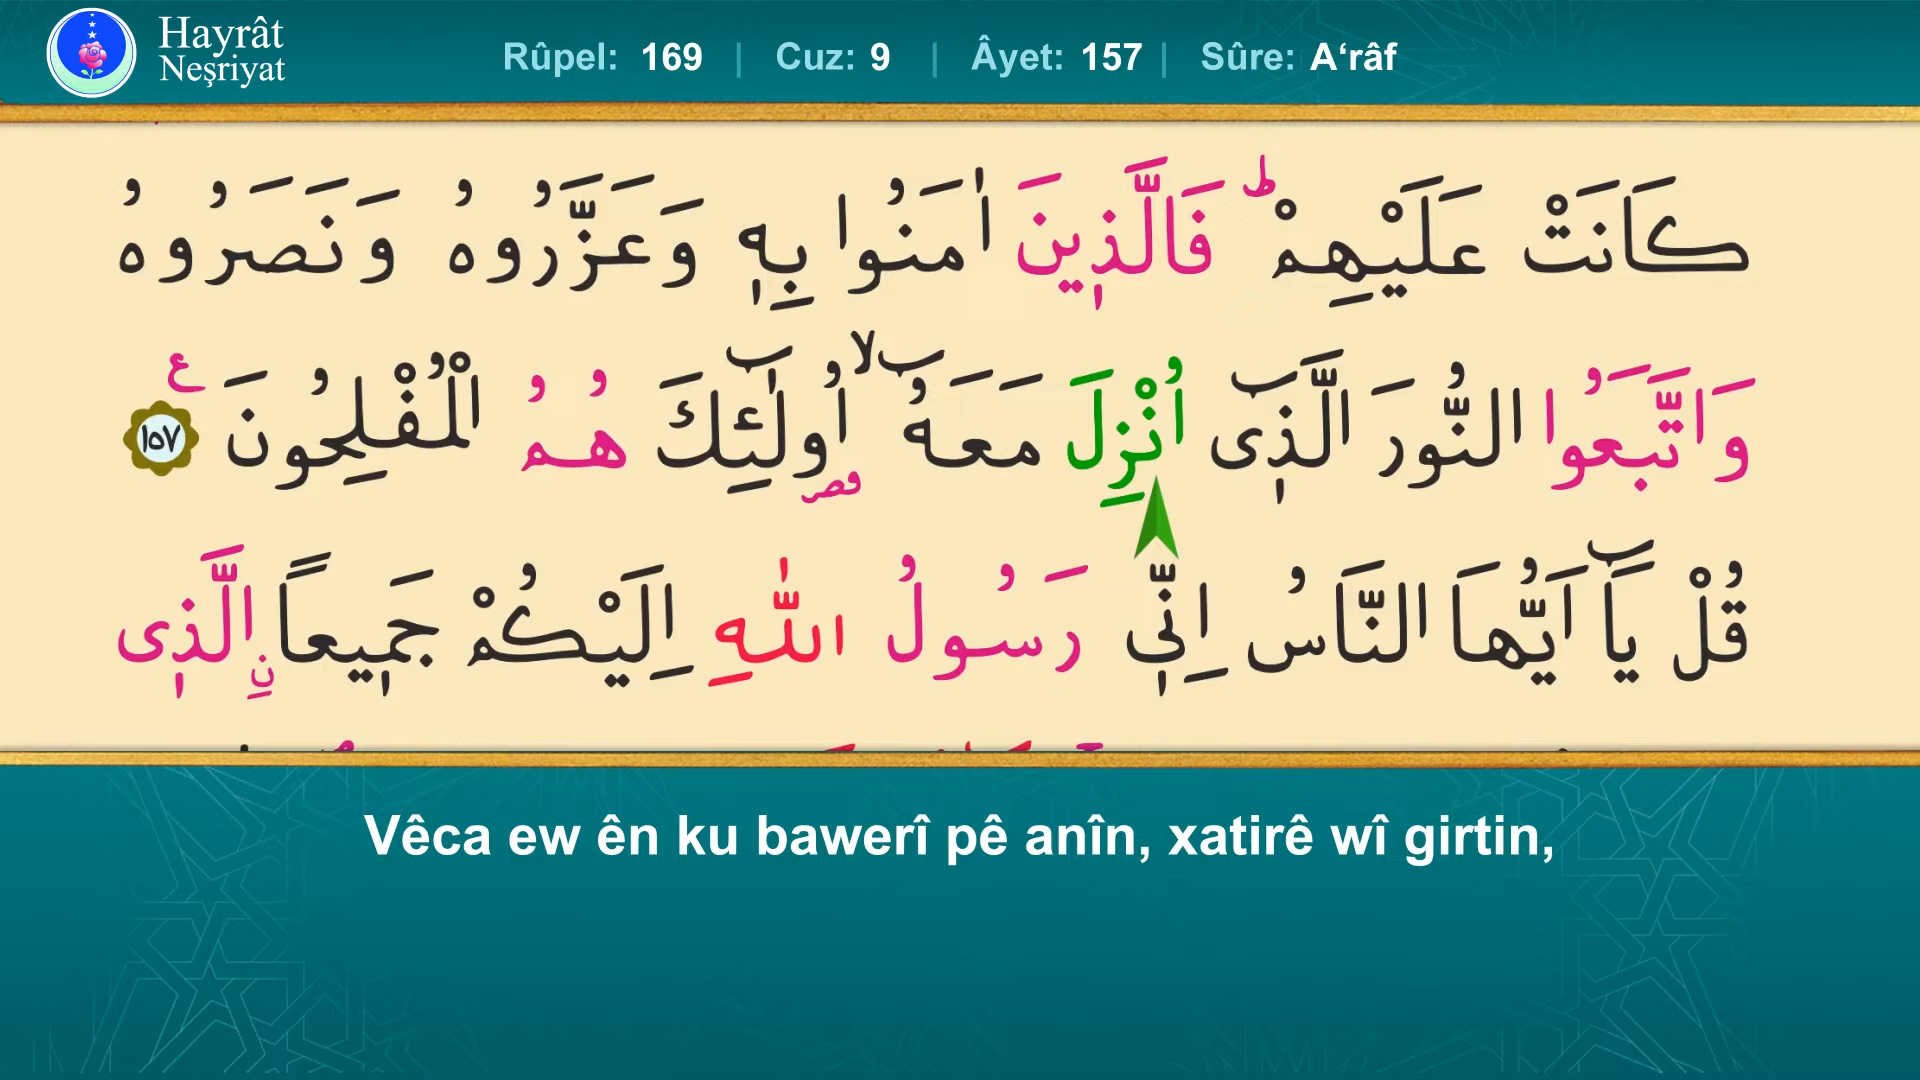 Hayrât
Neşriyat
Rûpel: 169 | Cuz: 9 | Âyet: 157 | Sûre: A‘râf
كَانَتْ عَلَيْهِمْ ۜط فَالَّذ۪ينَ اٰمَنُوا بِه۪ وَعَزَّرُوهُ وَنَصَرُوهُ
وَاتَّبَعُوا النُّورَ الَّذ۪ٓى اُنْزِلَ مَعَهُٓ ۙ اُو۬لٰٓئِكَ هُمُ الْمُفْلِحُونَ ع ١٥٧
قُلْ يَٓا اَيُّهَا النَّاسُ اِنّ۪ى رَسُولُ اللّٰهِ اِلَيْكُمْ جَم۪يعاً نِ الَّذ۪ى
Vêca ew ên ku bawerî pê anîn, xatirê wî girtin,